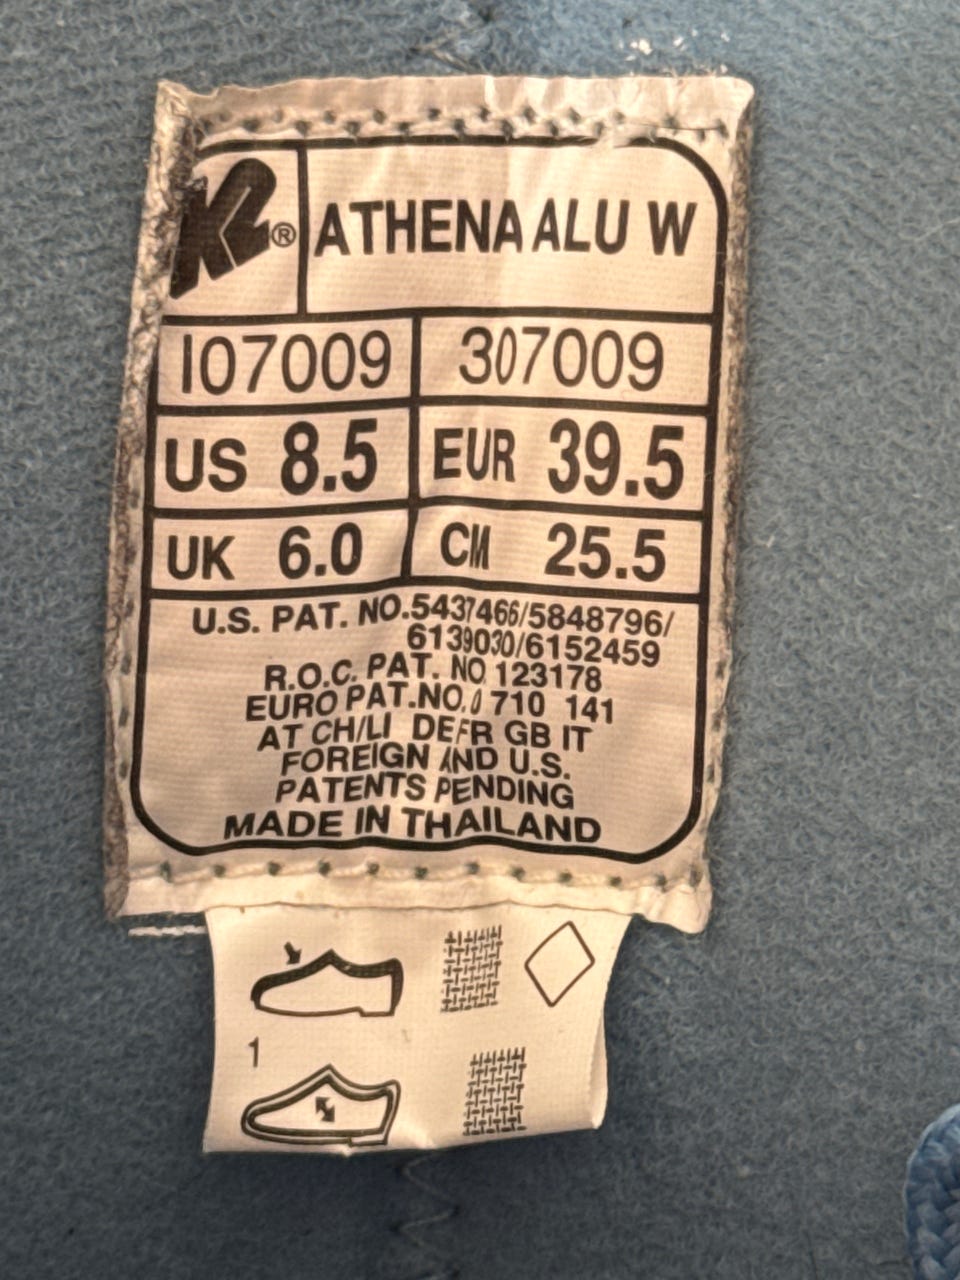 K2® ATHENA ALU W
107009 307009
US 8.5 EUR 39.5
UK 6.0 CM 25.5
U.S. PAT. NO.5437466/5848796/
6139030/6152459
R.O.C. PAT. NO 123178
EURO PAT.NO.0 710 141
AT CH/LI DEFR GB IT
FOREIGN AND U.S.
PATENTS PENDING
MADE IN THAILAND
1